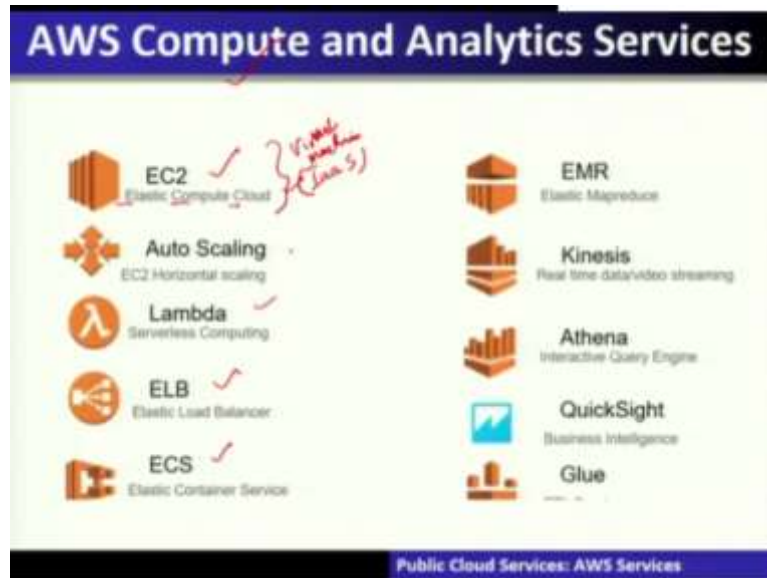 AWS Compute and Analytics Services
EC2
Elastic Compute Cloud
Virtual
machine
(IaaS)
Auto Scaling
EC2 Horizontal scaling
Lambda
Serverless Computing
ELB
Elastic Load Balancer
ECS
Elastic Container Service
EMR
Elastic Mapreduce
Kinesis
Real time data/video streaming
Athena
Interactive Query Engine
QuickSight
Business Intelligence
Glue
Public Cloud Services: AWS Services